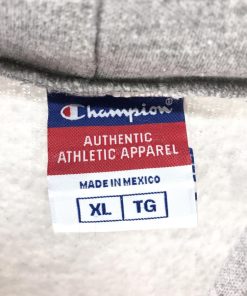 Champion
AUTHENTIC
ATHLETIC APPAREL
MADE IN MEXICO
XL TG